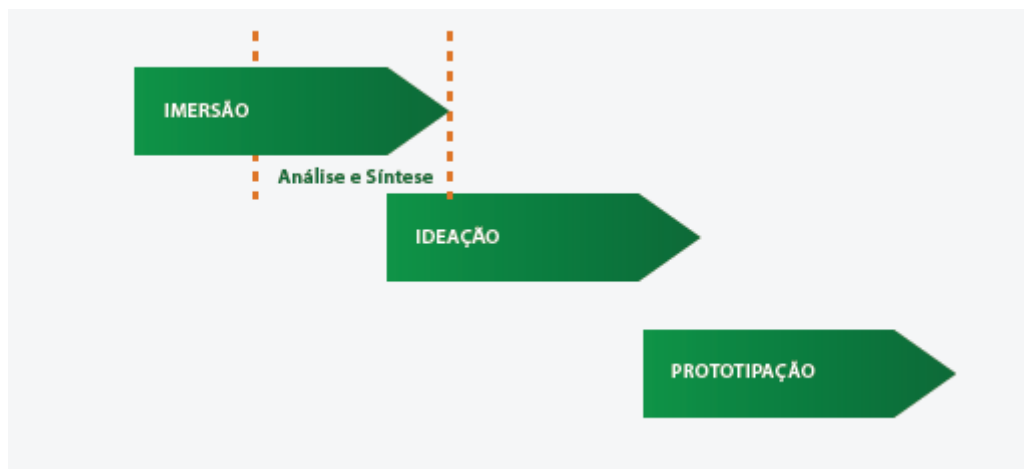 IMERSÃO
Análise e Síntese
IDEAÇÃO
PROTOTIPAÇÃO